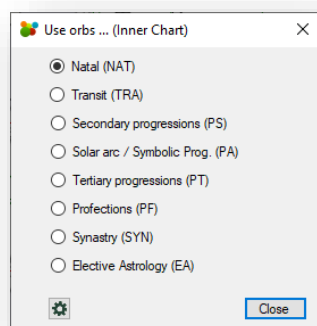 Use orbs ... (Inner Chart)
Natal (NAT)
Transit (TRA)
Secondary progressions (PS)
Solar arc / Symbolic Prog. (PA)
Tertiary progressions (PT)
Profections (PF)
Synastry (SYN)
Elective Astrology (EA)
Close